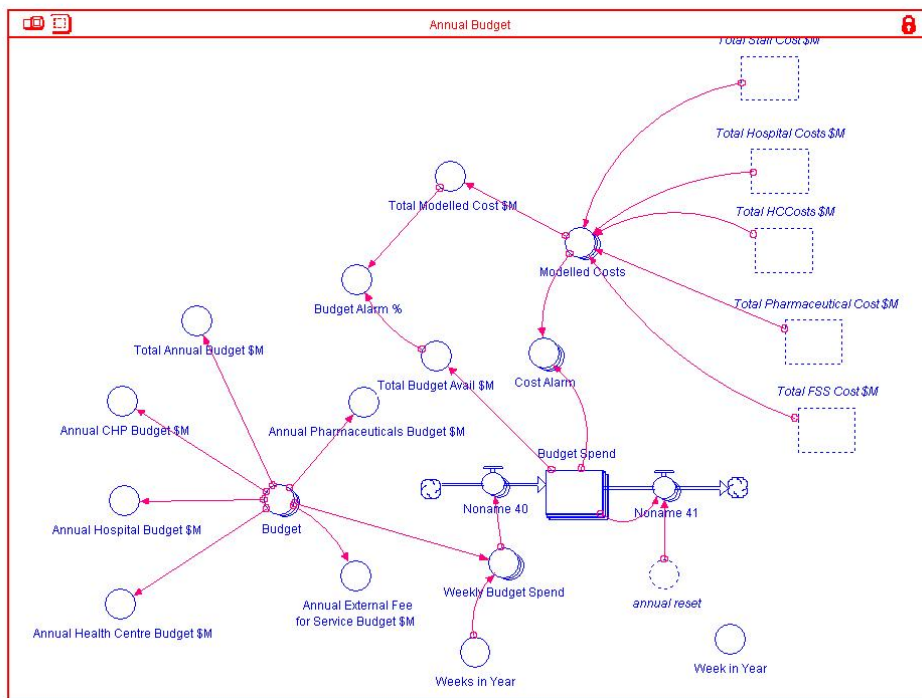 Annual Budget
Total Staff Cost $M
Total Hospital Costs $M
Total Modelled Cost $M
Total HCCosts $M
Modelled Costs
Total Pharmaceutical Cost $M
Budget Alarm %
Total Annual Budget $M
Total Budget Avail $M
Cost Alarm
Total FSS Cost $M
Annual CHP Budget $M
Annual Pharmaceuticals Budget $M
Budget Spend
Noname 40
Noname 41
Annual Hospital Budget $M
Budget
Weekly Budget Spend
annual reset
Annual External Fee
for Service Budget $M
Annual Health Centre Budget $M
Week in Year
Weeks in Year